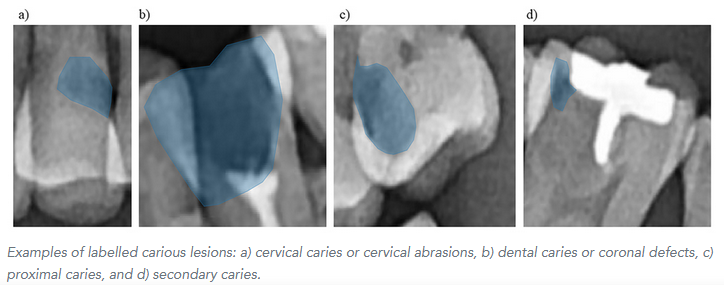 a) b) c) d)
Examples of labelled carious lesions: a) cervical caries or cervical abrasions, b) dental caries or coronal defects, c)
proximal caries, and d) secondary caries.